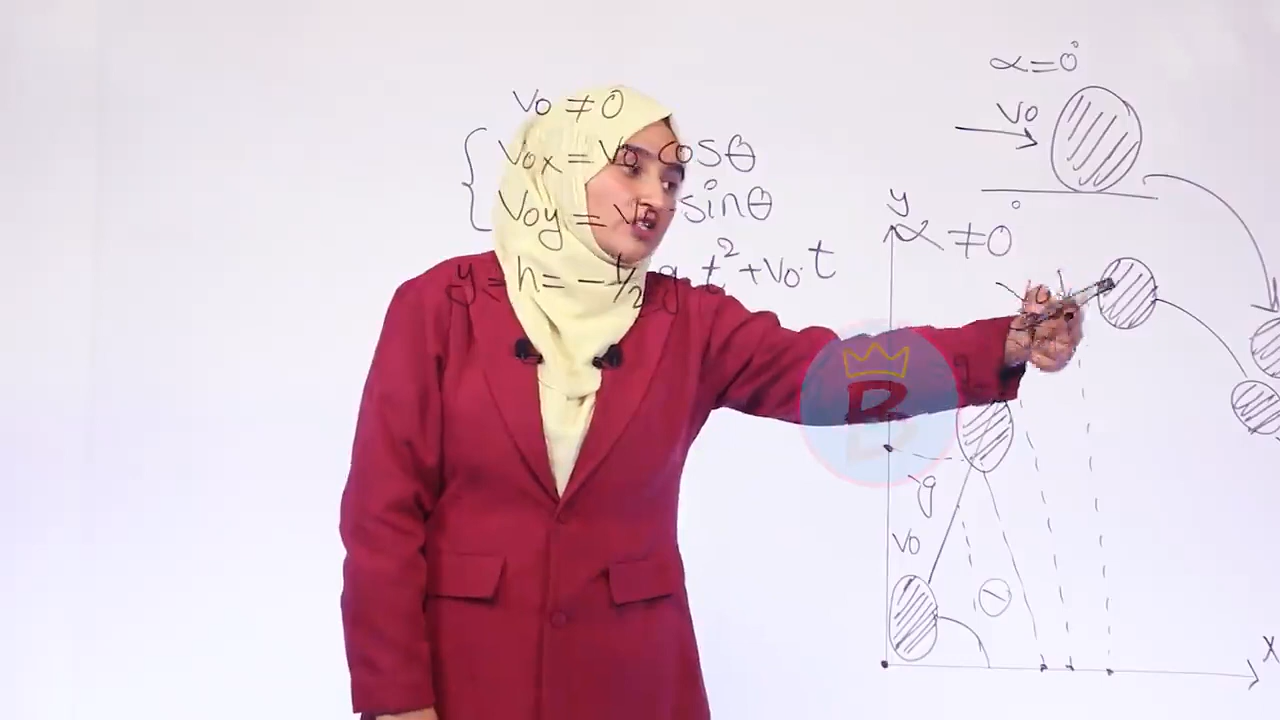 v₀ ≠ 0
v₀x = v₀ cosθ
v₀y = v₀ · sinθ
y = h = -1/2 g t² + v₀ · t
α = 0°
v₀
y
α ≠ 0°
B
-g
v₀
θ
x